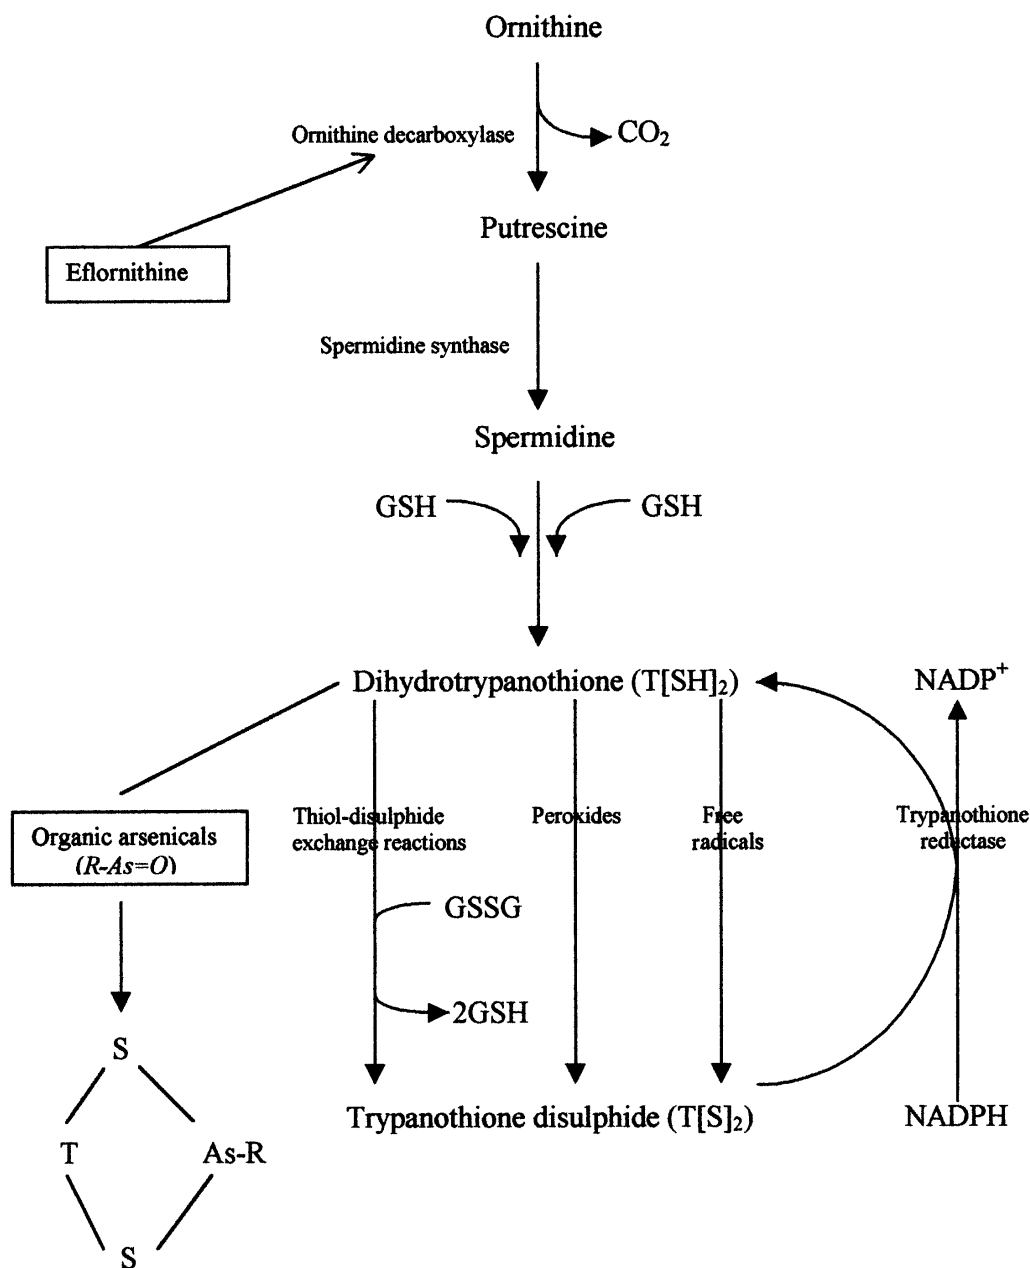 Ornithine
Ornithine decarboxylase
CO₂
Putrescine
Eflornithine
Spermidine synthase
Spermidine
GSH
GSH
Dihydrotrypanothione (T[SH]₂)
NADP⁺
Organic arsenicals
(R-As=O)
Thiol-disulphide
exchange reactions
Peroxides
Free
radicals
Trypanothione
reductase
GSSG
2GSH
S
T
As-R
S
Trypanothione disulphide (T[S]₂)
NADPH